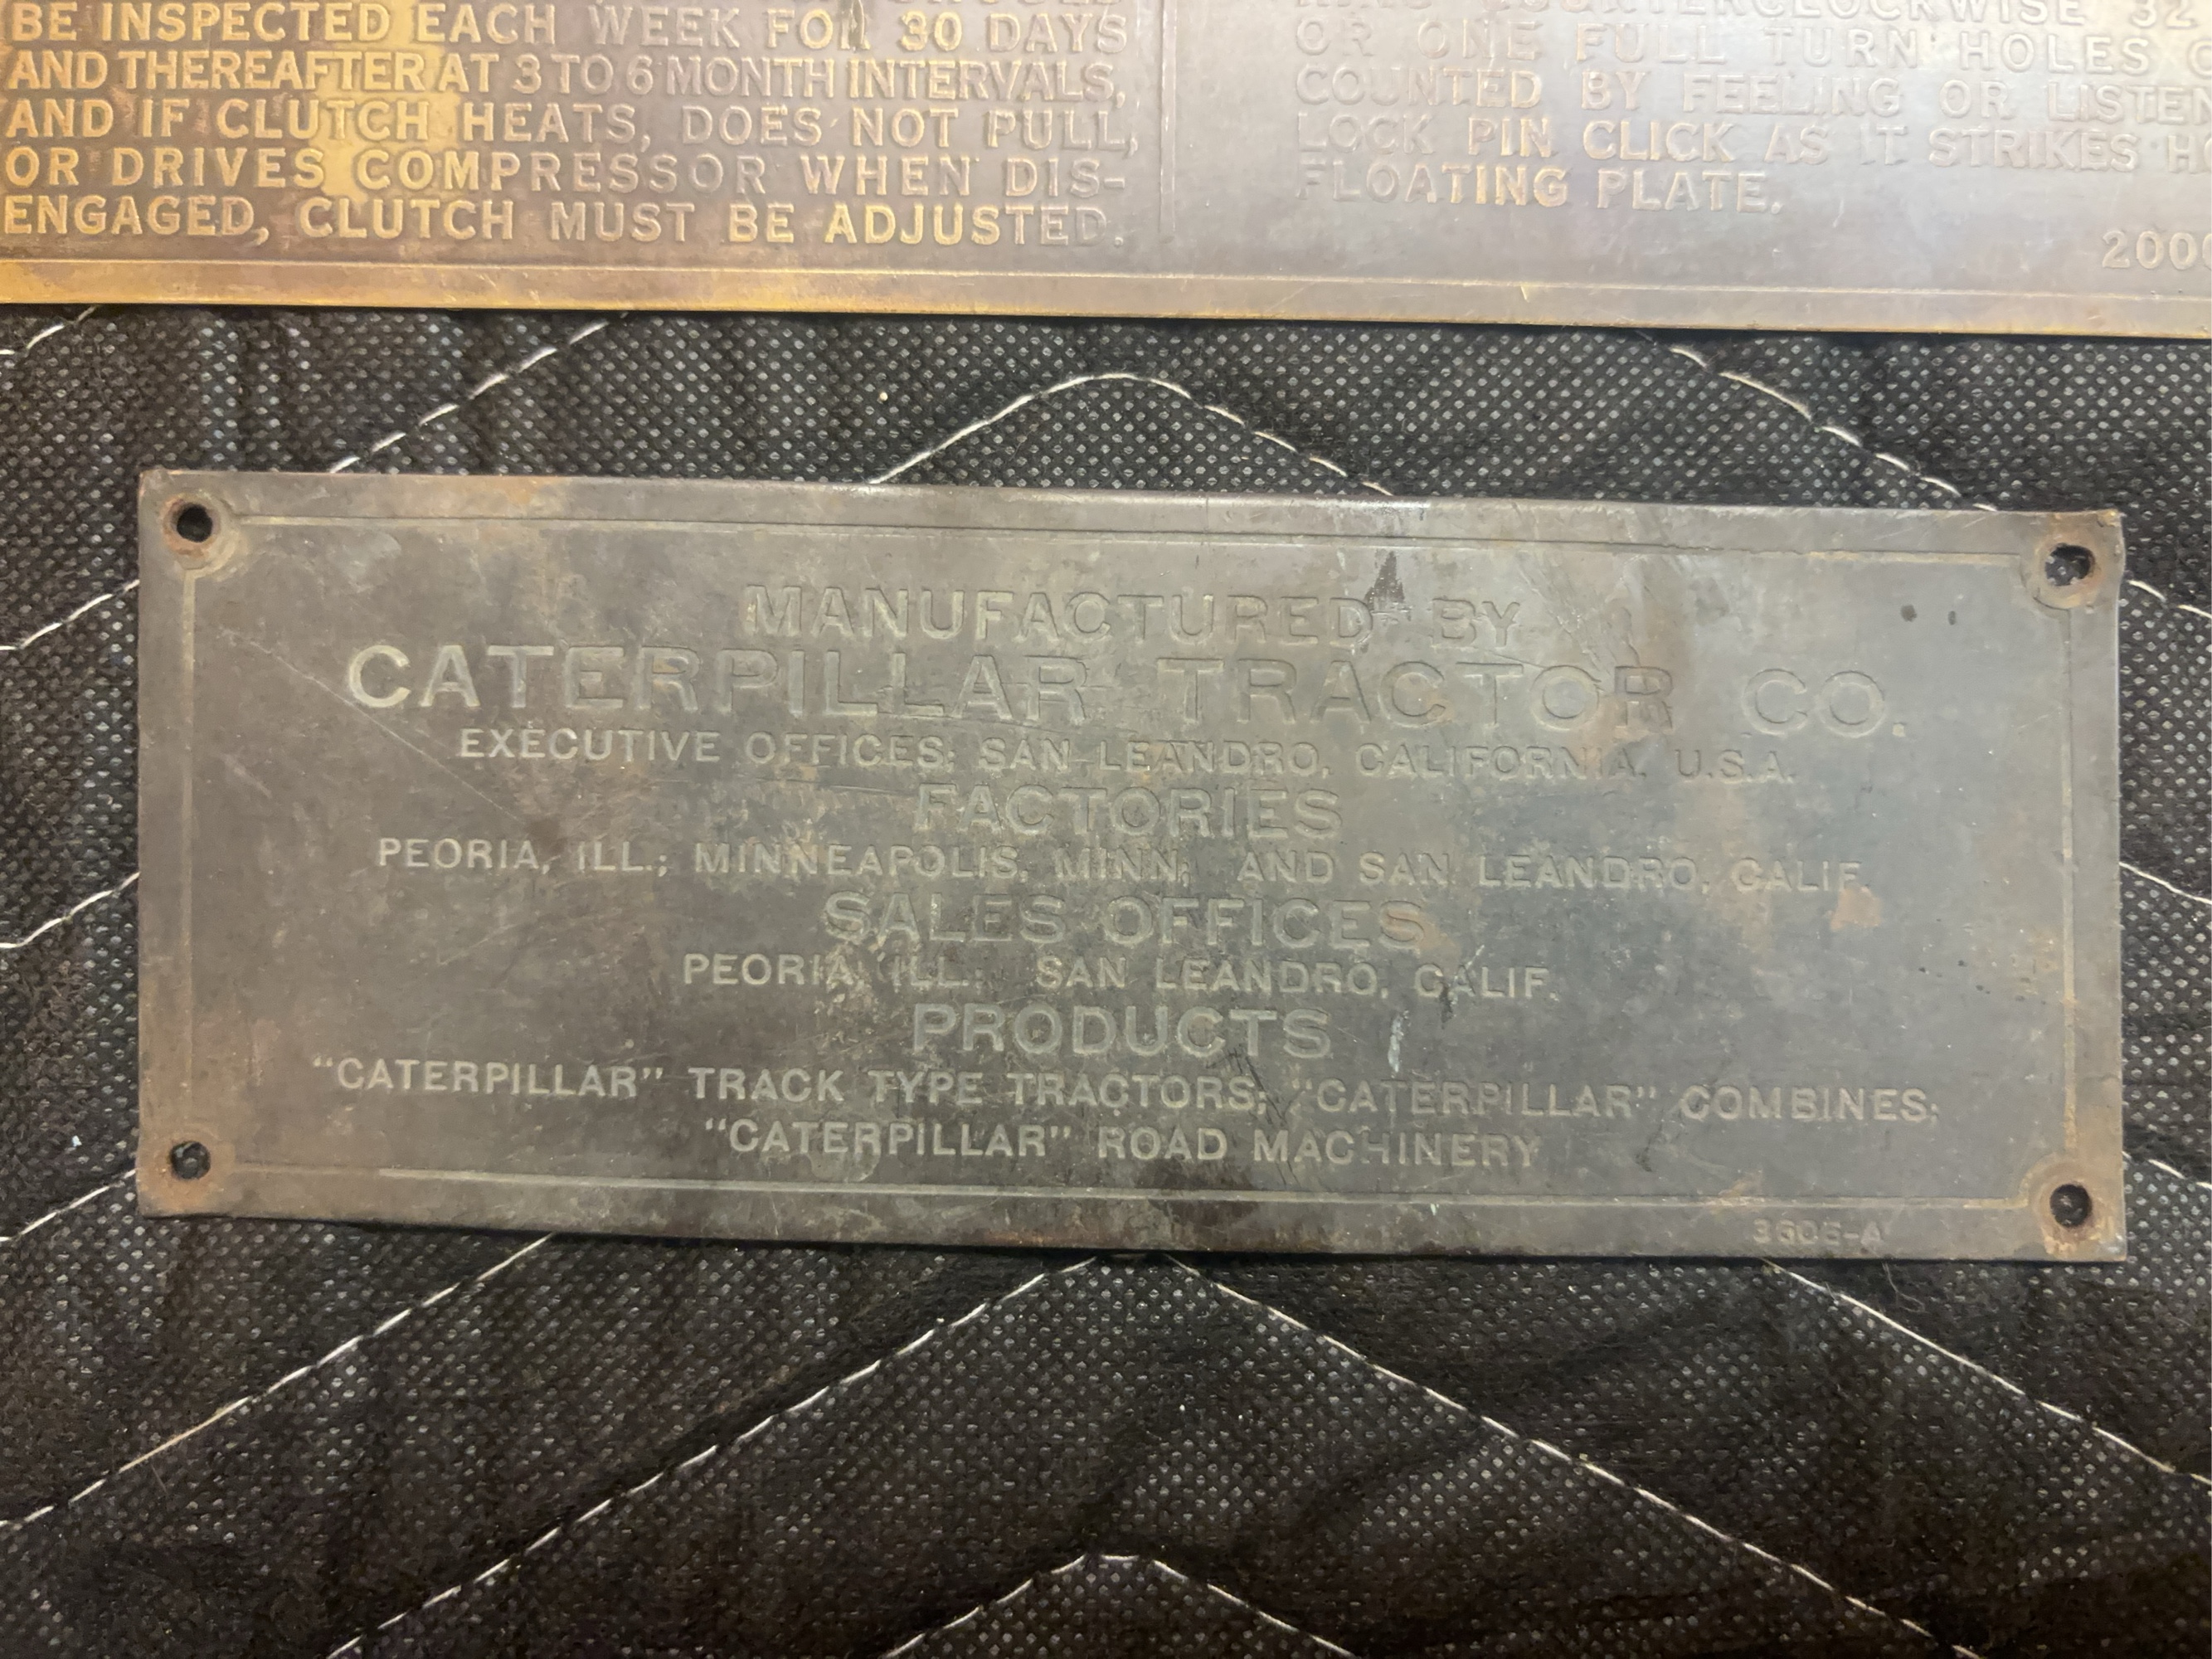 BE INSPECTED EACH WEEK FOR 30 DAYS
AND THEREAFTER AT 3 TO 6 MONTH INTERVALS,
AND IF CLUTCH HEATS, DOES NOT PULL,
OR DRIVES COMPRESSOR WHEN DIS-
ENGAGED, CLUTCH MUST BE ADJUSTED.
COUNTERCLOCKWISE 32
OR ONE FULL TURN HOLES
COUNTED BY FEELING OR
LOCK PIN CLICK AS IT STRIKES
FLOATING PLATE.
MANUFACTURED BY
CATERPILLAR TRACTOR CO.
EXECUTIVE OFFICES: SAN LEANDRO, CALIFORNIA, U.S.A.
FACTORIES
PEORIA, ILL.; MINNEAPOLIS, MINN; AND SAN LEANDRO, CALIF.
SALES OFFICES
PEORIA, ILL. SAN LEANDRO, CALIF.
PRODUCTS
“CATERPILLAR” TRACK TYPE TRACTORS; “CATERPILLAR” COMBINES;
“CATERPILLAR” ROAD MACHINERY